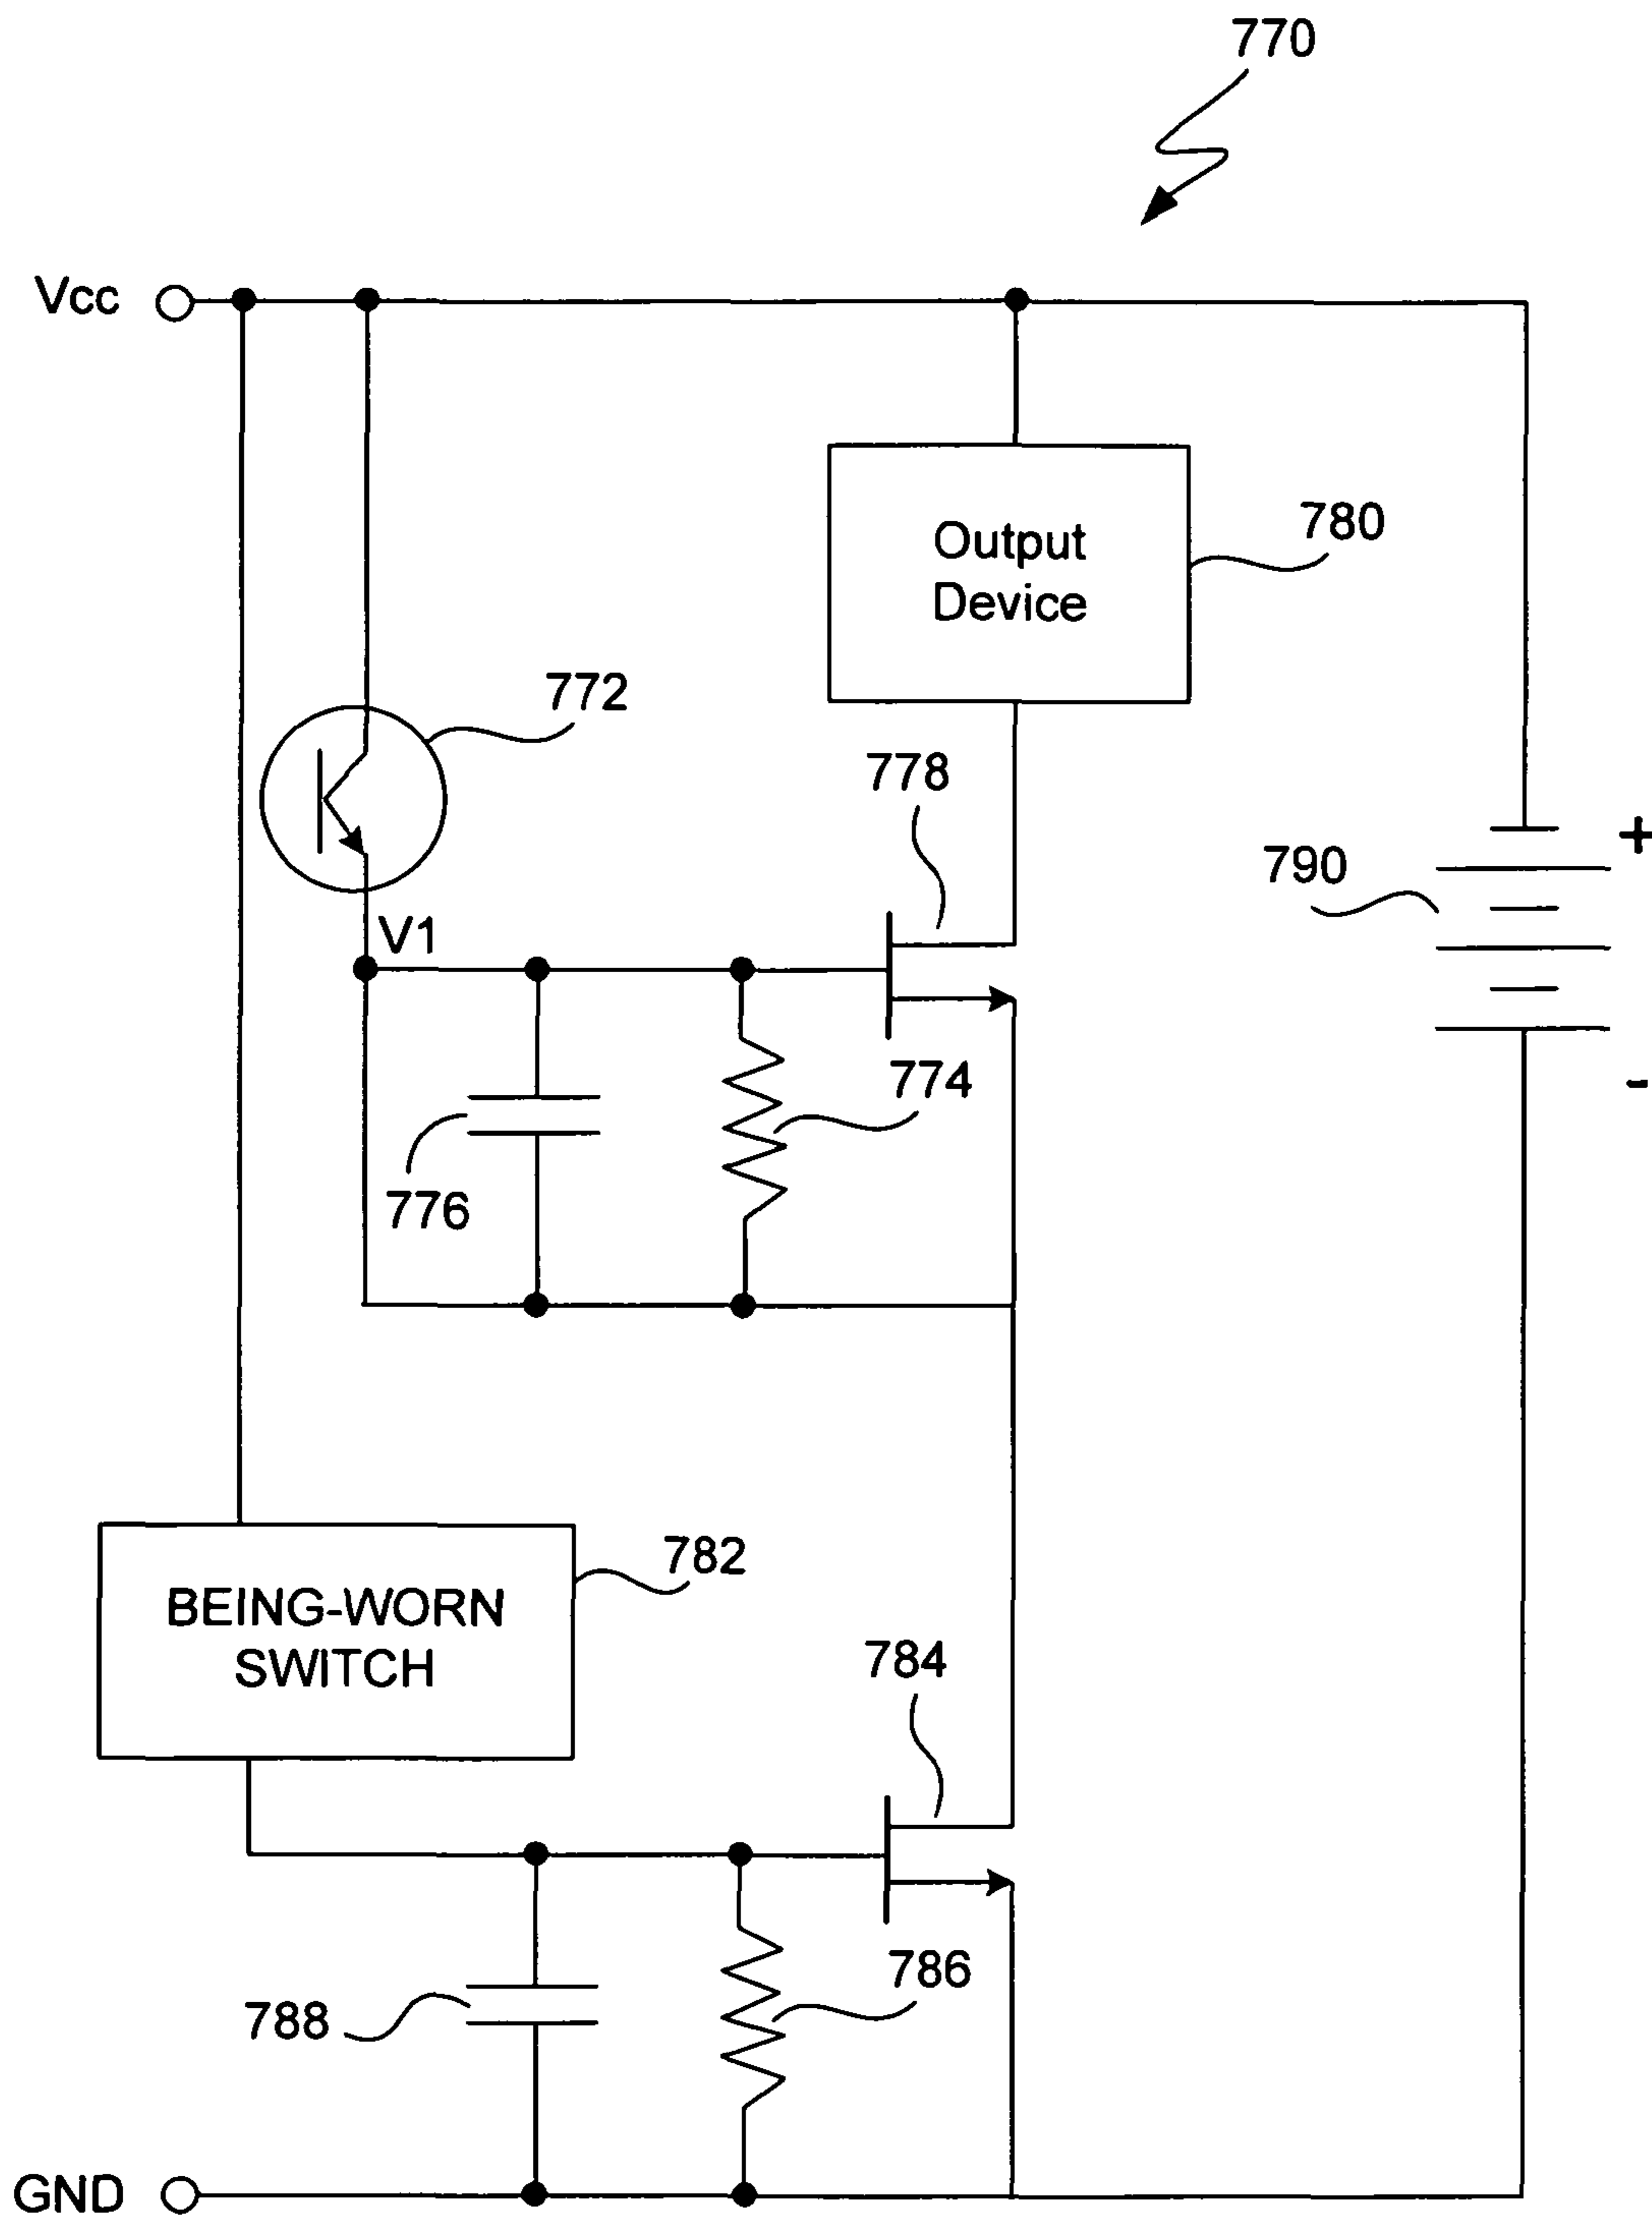 770
Vcc
Output
Device
780
772
778
790
+
V1
774
-
776
BEING-WORN
SWITCH
782
784
786
788
GND